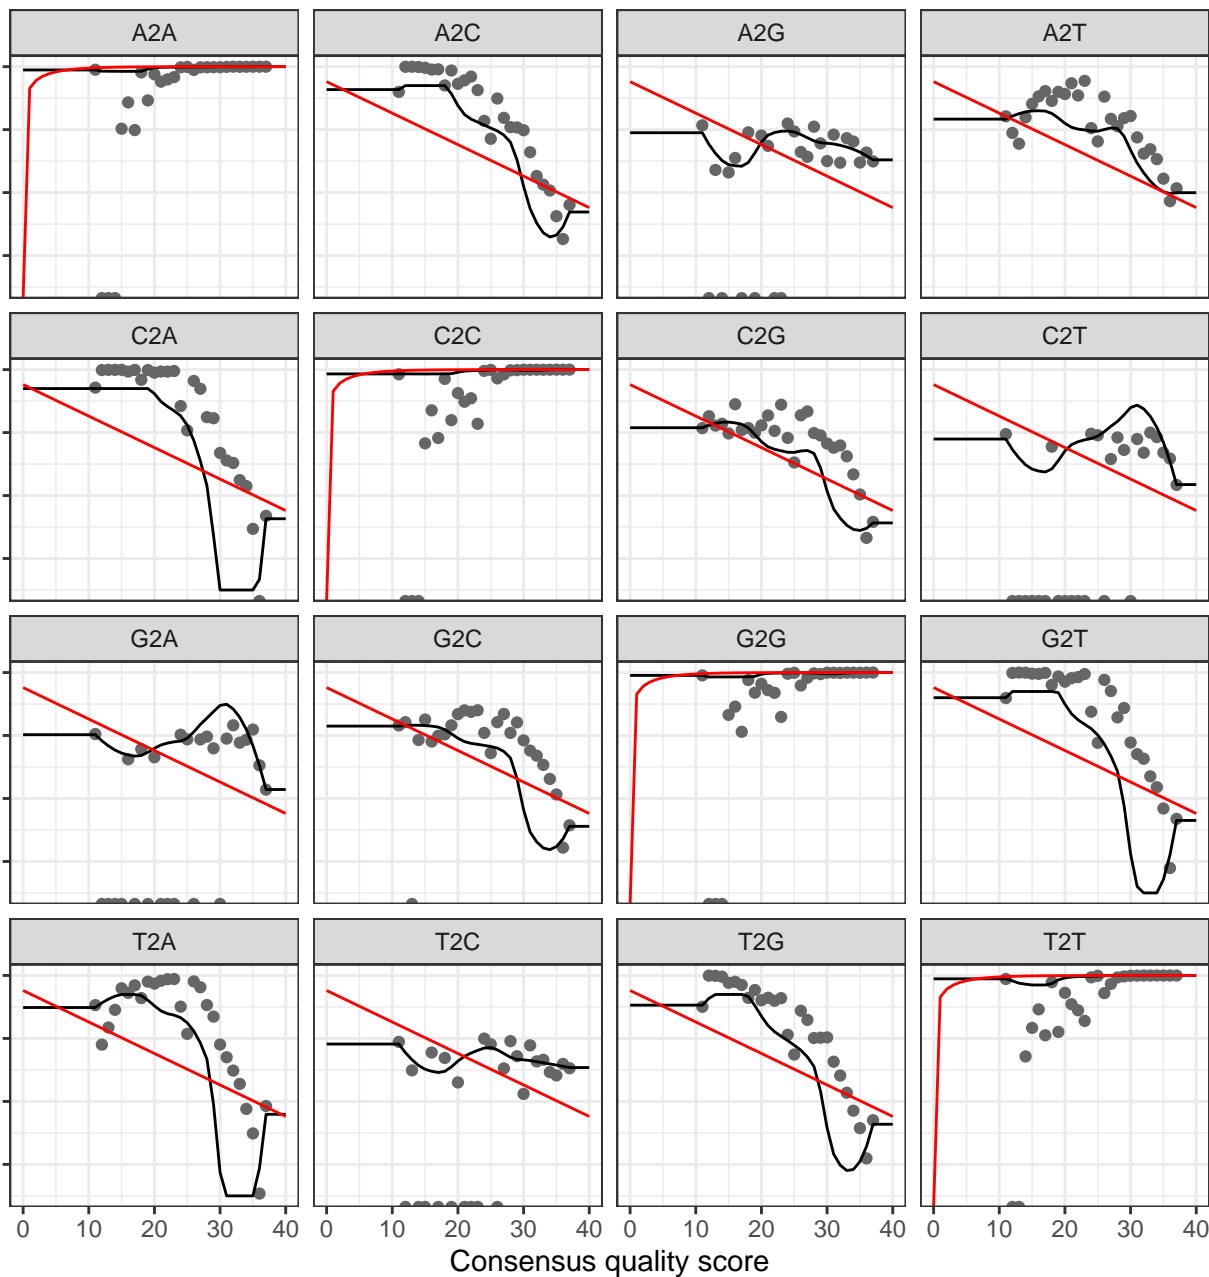 A2A A2C A2G A2T
C2A C2C C2G C2T
G2A G2C G2G G2T
T2A T2C T2G T2T
0 10 20 30 40 0 10 20 30 40 0 10 20 30 40 0 10 20 30 40
Consensus quality score